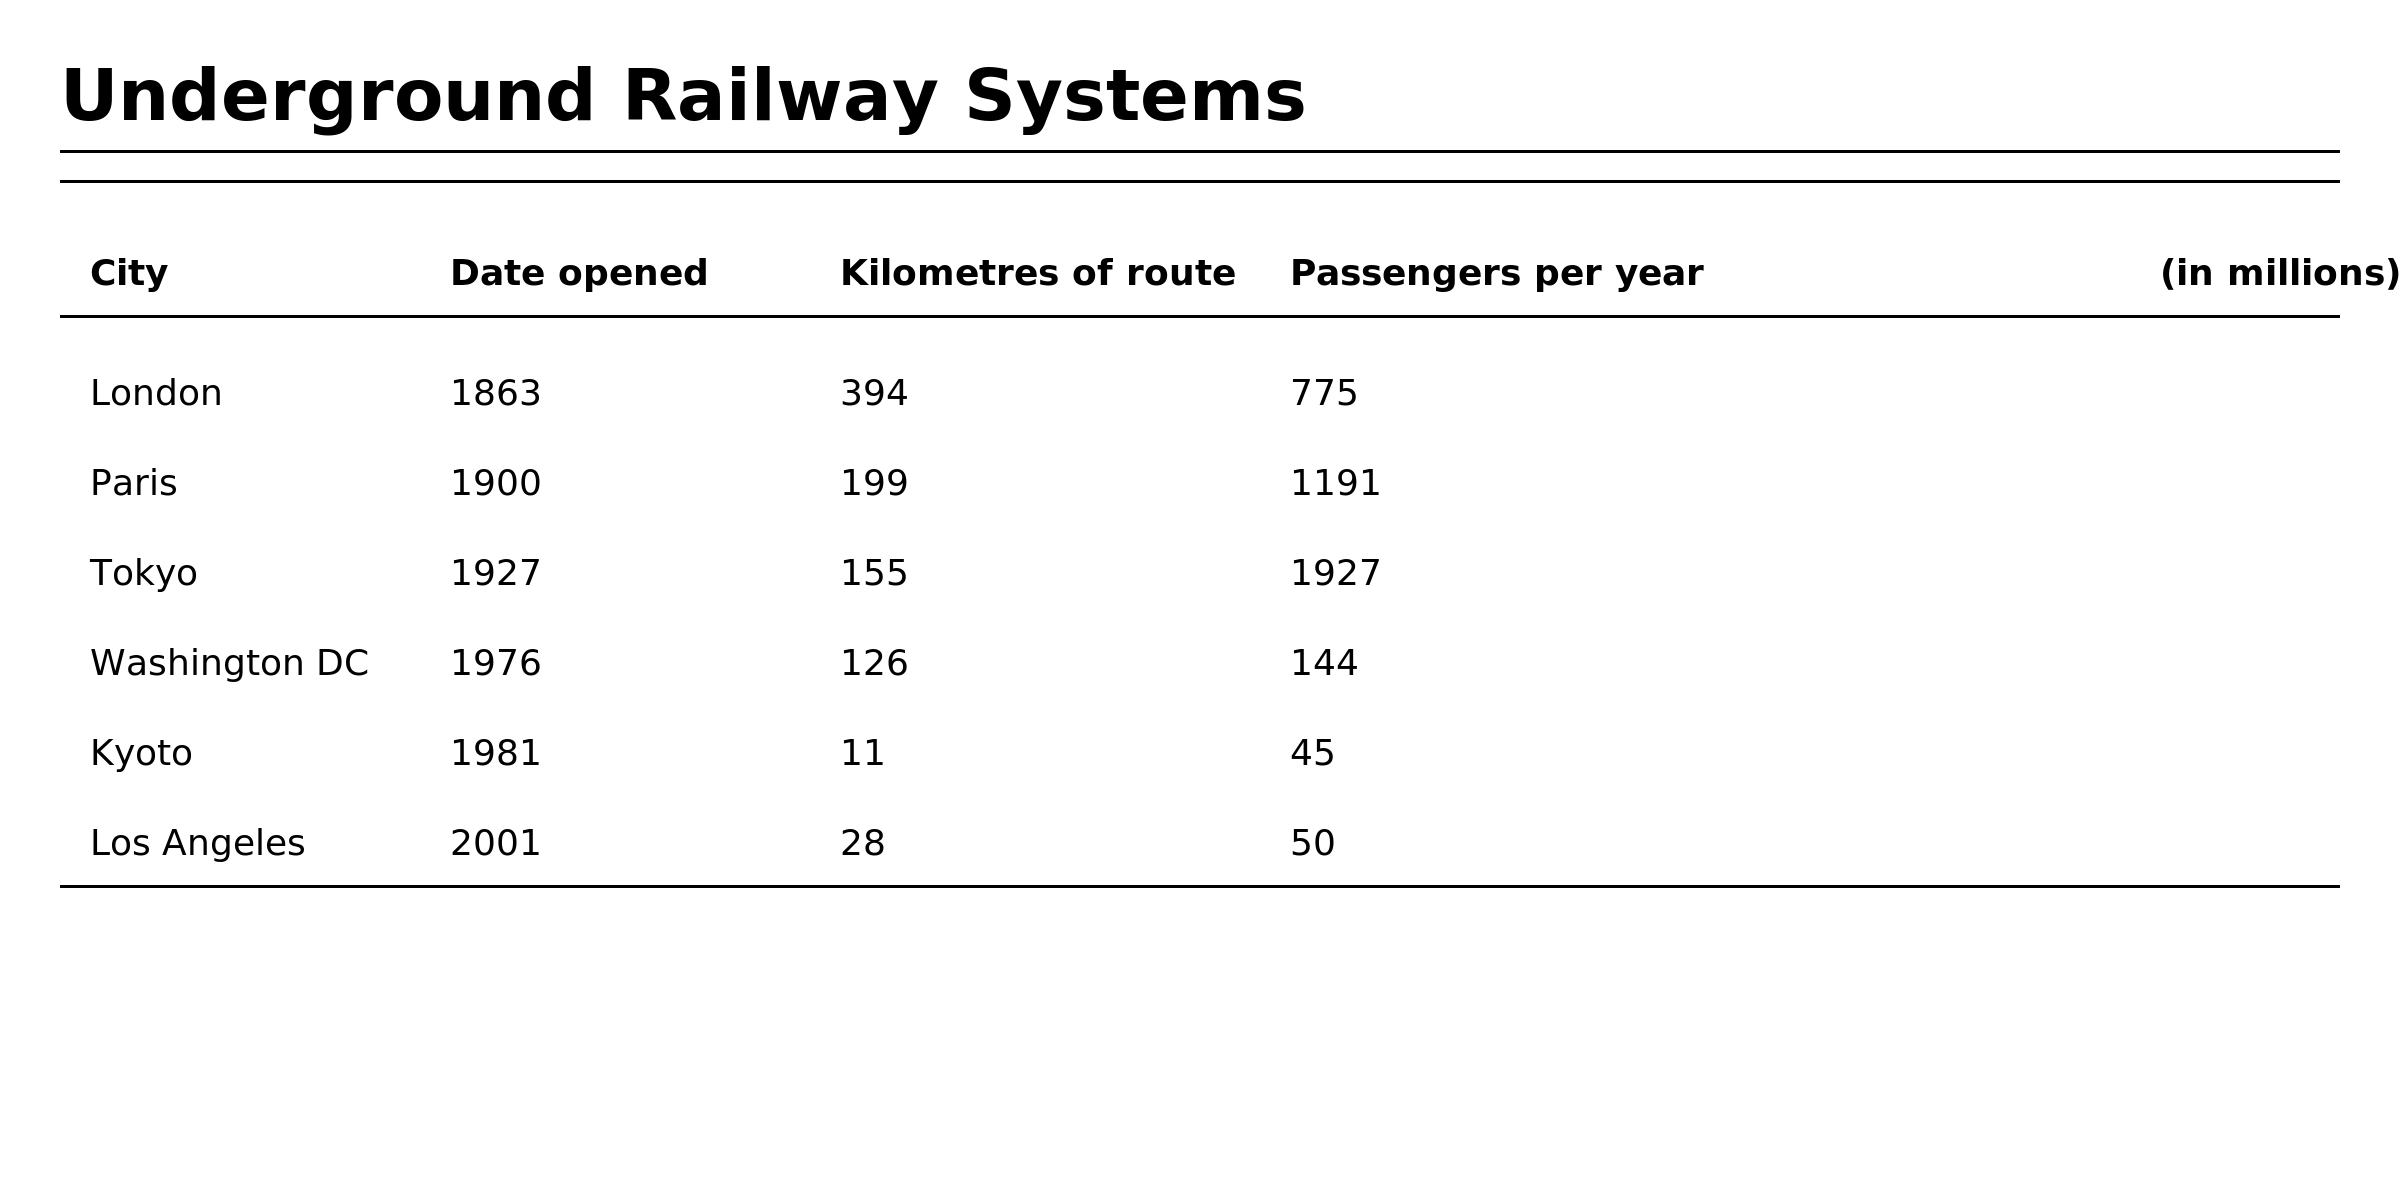 Underground Railway Systems
City Date opened Kilometres of route Passengers per year (in millions)
London 1863 394 775
Paris 1900 199 1191
Tokyo 1927 155 1927
Washington DC 1976 126 144
Kyoto 1981 11 45
Los Angeles 2001 28 50